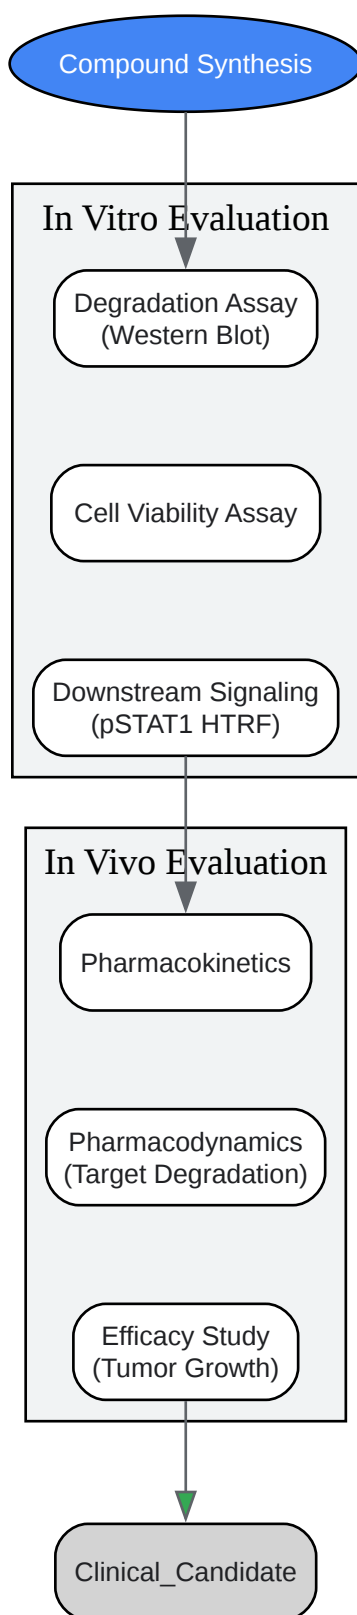 Compound Synthesis
In Vitro Evaluation
Degradation Assay
(Western Blot)
Cell Viability Assay
Downstream Signaling
(pSTAT1 HTRF)
In Vivo Evaluation
Pharmacokinetics
Pharmacodynamics
(Target Degradation)
Efficacy Study
(Tumor Growth)
Clinical_Candidate